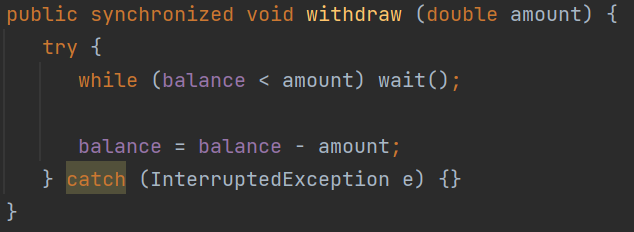 public synchronized void withdraw (double amount) {
   try {
      while (balance < amount) wait();

      balance = balance - amount;
   } catch (InterruptedException e) {}
}